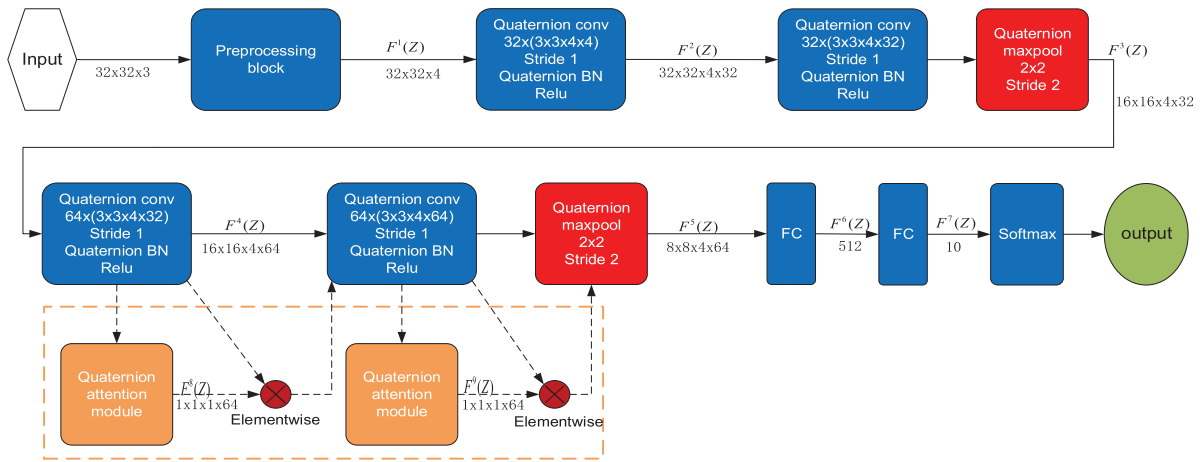 Input
32x32x3
Preprocessing
block
F¹(Z)
32x32x4
Quaternion conv
32x(3x3x4x4)
Stride 1
Quaternion BN
Relu
F²(Z)
32x32x4x32
Quaternion conv
32x(3x3x4x32)
Stride 1
Quaternion BN
Relu
Quaternion
maxpool
2x2
Stride 2
F³(Z)
16x16x4x32
Quaternion conv
64x(3x3x4x32)
Stride 1
Quaternion BN
Relu
F⁴(Z)
16x16x4x64
Quaternion conv
64x(3x3x4x64)
Stride 1
Quaternion BN
Relu
Quaternion
maxpool
2x2
Stride 2
F⁵(Z)
8x8x4x64
FC
F⁶(Z)
512
FC
F⁷(Z)
10
Softmax
output
Quaternion
attention
module
F⁸(Z)
1x1x1x64
Elementwise
Quaternion
attention
module
F⁹(Z)
1x1x1x64
Elementwise